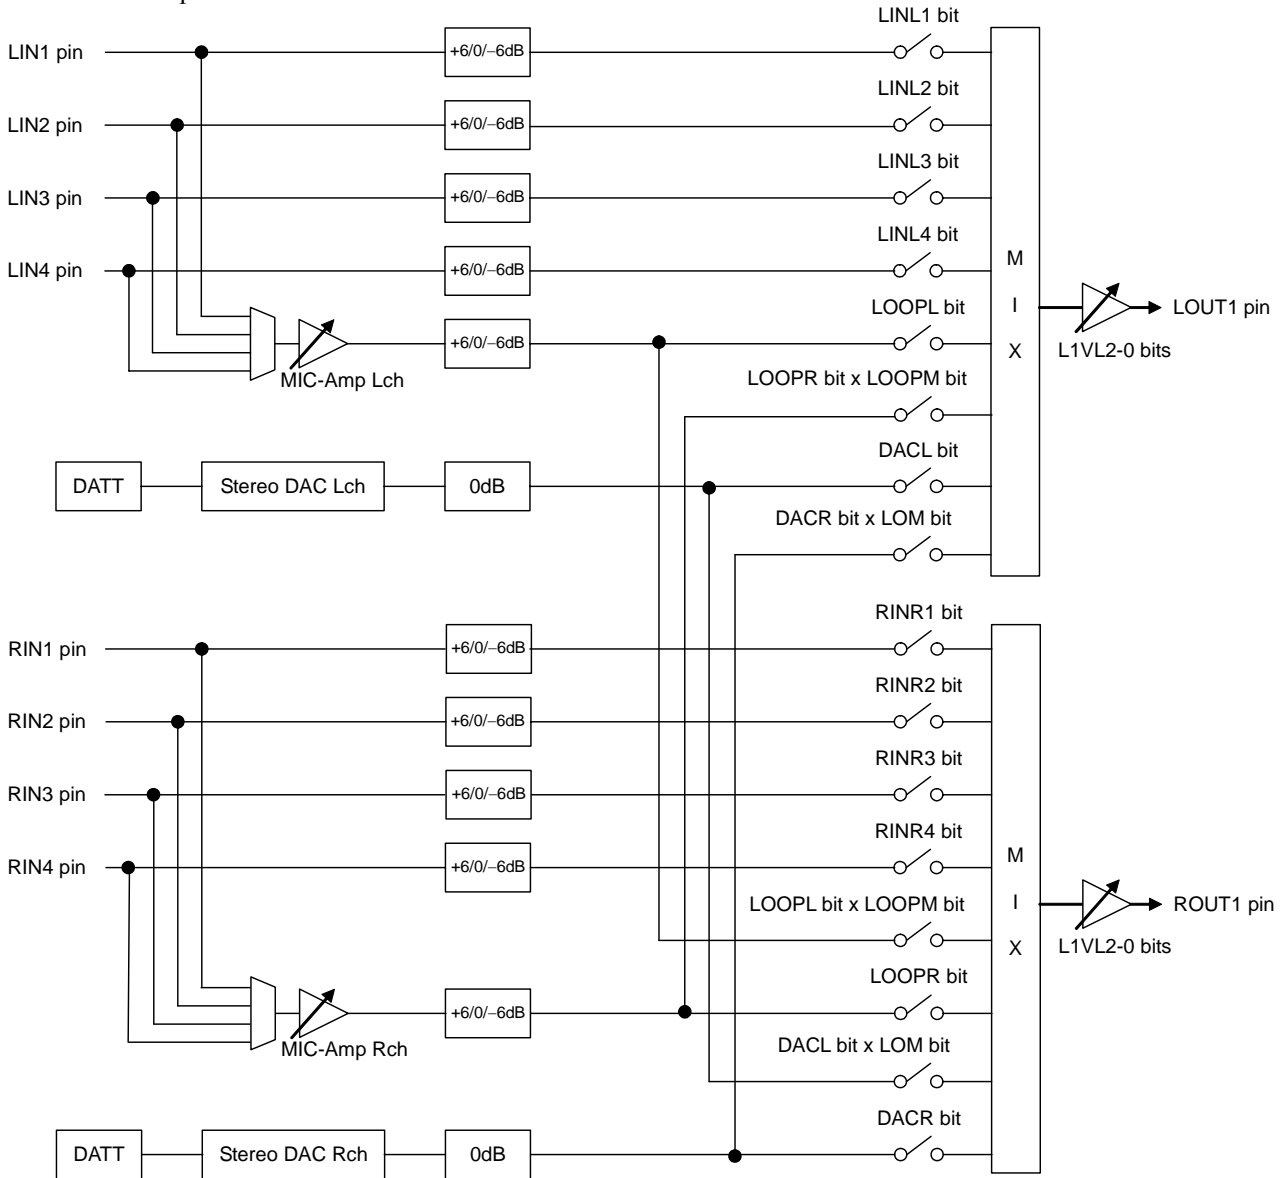 LINL1 bit
LIN1 pin
+6/0/−6dB
LINL2 bit
LIN2 pin
+6/0/−6dB
LINL3 bit
LIN3 pin
+6/0/−6dB
LINL4 bit
LIN4 pin
+6/0/−6dB
M
I
X
LOUT1 pin
L1VL2-0 bits
LOOPL bit
+6/0/−6dB
MIC-Amp Lch
LOOPR bit x LOOPM bit
DACL bit
DATT
Stereo DAC Lch
0dB
DACR bit x LOM bit
RINR1 bit
RIN1 pin
+6/0/−6dB
RINR2 bit
RIN2 pin
+6/0/−6dB
RINR3 bit
RIN3 pin
+6/0/−6dB
RINR4 bit
RIN4 pin
+6/0/−6dB
M
I
X
ROUT1 pin
L1VL2-0 bits
LOOPL bit x LOOPM bit
LOOPR bit
+6/0/−6dB
MIC-Amp Rch
DACL bit x LOM bit
DACR bit
DATT
Stereo DAC Rch
0dB